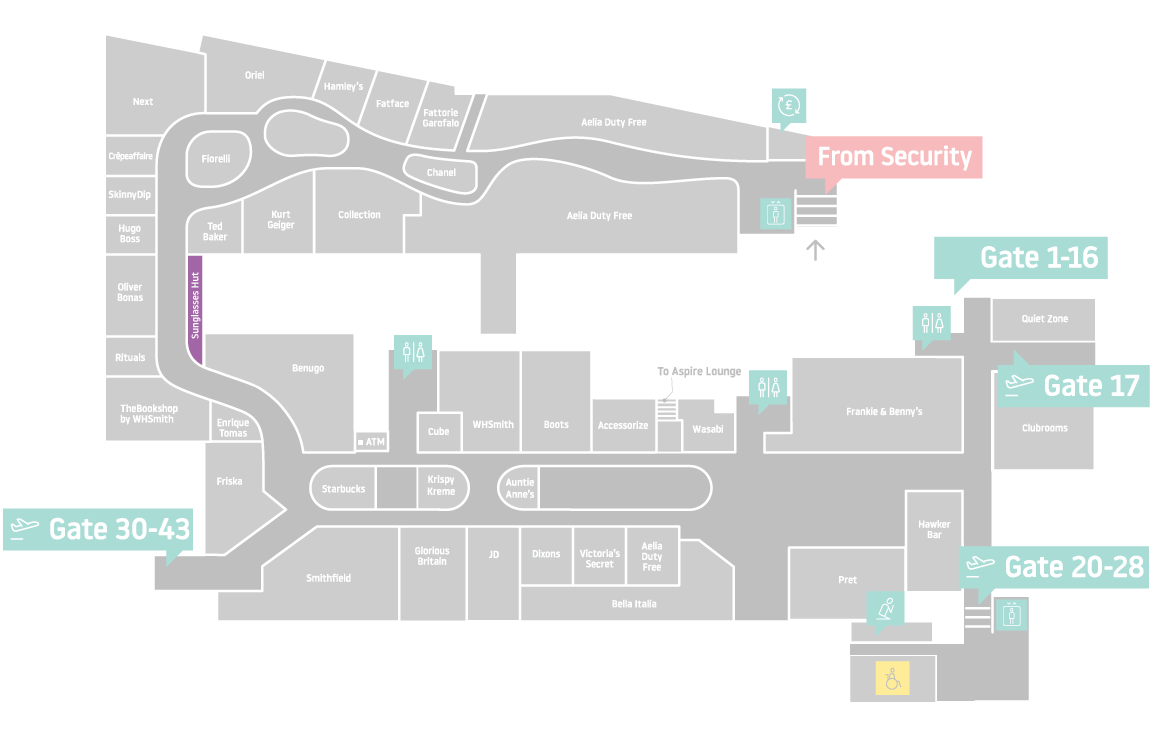 Oriel
Next
Hamley's
Fatface
Fattorie
Garofalo
Aelia Duty Free
£
From Security
Crêpeaffaire
Fiorelli
Chanel
SkinnyDip
Hugo
Boss
Ted
Baker
Kurt
Geiger
Collection
Aelia Duty Free
Gate 1-16
Oliver
Bonas
Sunglasses Hut
Quiet Zone
Rituals
Benugo
To Aspire Lounge
Gate 17
TheBookshop
by WHSmith
Enrique
Tomas
ATM
Cube
WHSmith
Boots
Accessorize
Wasabi
Frankie & Benny's
Clubrooms
Friska
Starbucks
Krispy
Kreme
Auntie
Anne's
Gate 30-43
Hawker
Bar
Glorious
Britain
JD
Dixons
Victoria's
Secret
Aelia
Duty
Free
Gate 20-28
Smithfield
Pret
Bella Italia